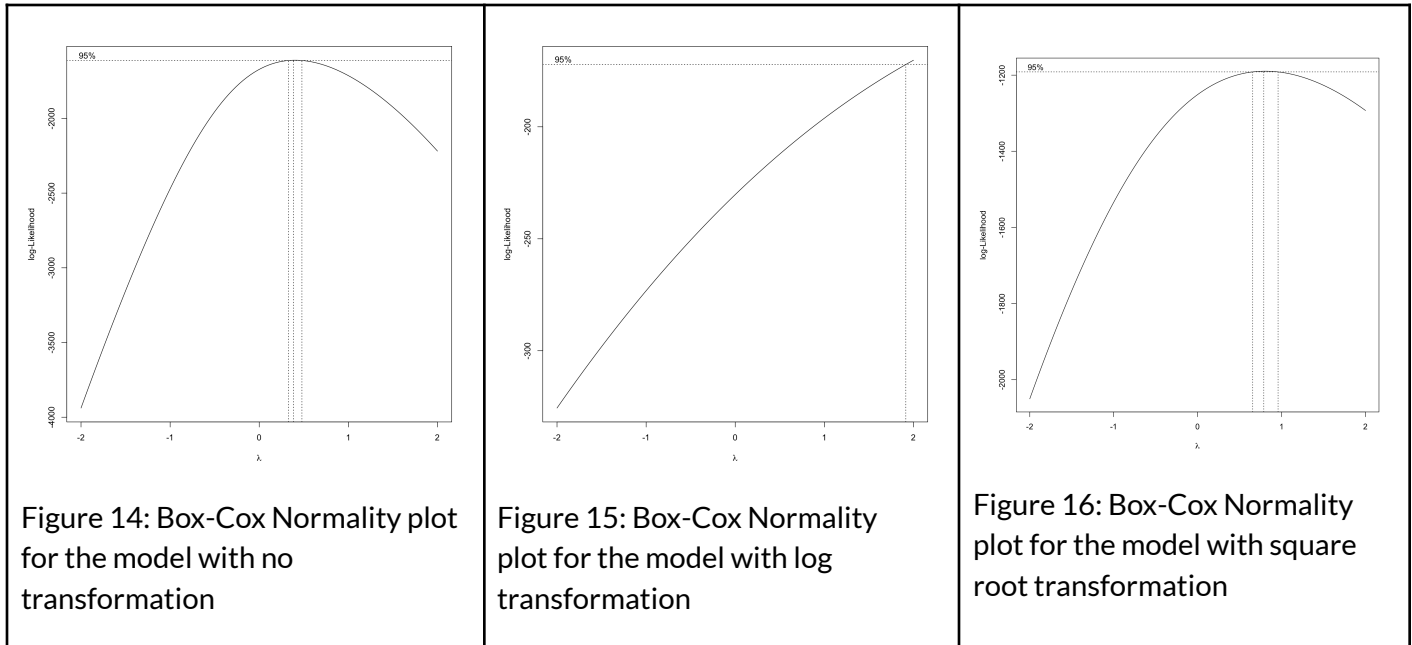 95%
log-Likelihood
-2000
-2500
-3000
-3500
-4000
-2 -1 0 1 2
λ
Figure 14: Box-Cox Normality plot
for the model with no
transformation
95%
log-Likelihood
-200
-250
-300
-2 -1 0 1 2
λ
Figure 15: Box-Cox Normality
plot for the model with log
transformation
95%
log-Likelihood
-1200
-1400
-1600
-1800
-2000
-2 -1 0 1 2
λ
Figure 16: Box-Cox Normality
plot for the model with square
root transformation